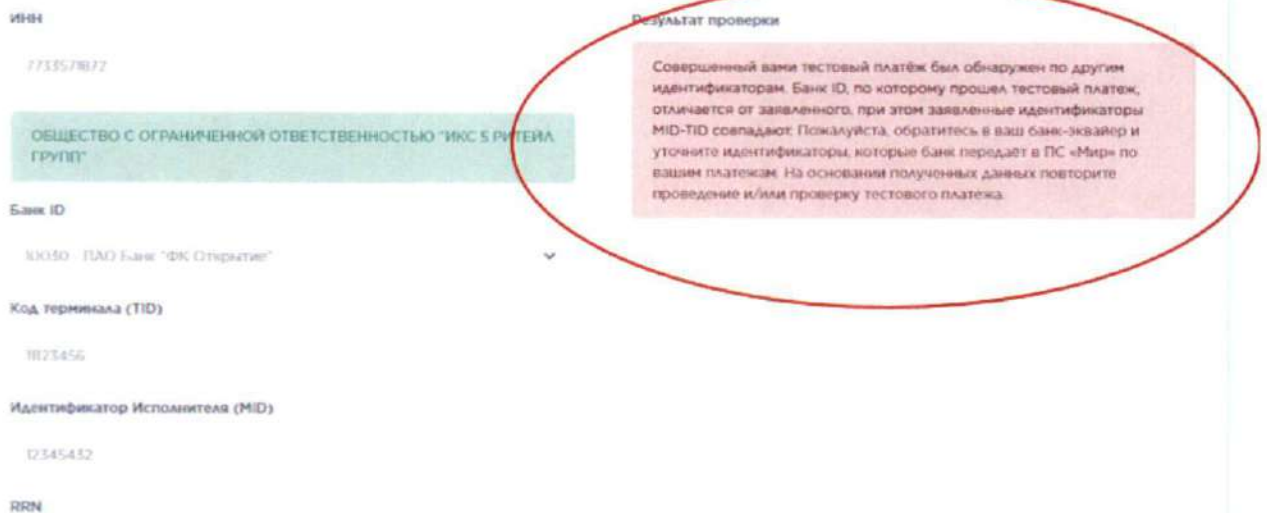 ИНН
7733571872
ОБЩЕСТВО С ОГРАНИЧЕННОЙ ОТВЕТСТВЕННОСТЬЮ "ИКС 5 РИТЕЙЛ
ГРУПП"
Банк ID
10030 - ПАО Банк "ФК Открытие"
Код терминала (TID)
1123456
Идентификатор Исполнителя (MID)
12345432
RRN
Результат проверки
Совершенный вами тестовый платёж был обнаружен по другим
идентификаторам. Банк ID, по которому прошел тестовый платеж,
отличается от заявленного, при этом заявленные идентификаторы
MID-TID совпадают. Пожалуйста, обратитесь в ваш банк-эквайер и
уточните идентификаторы, которые банк передаёт в ПС «Мир» по
вашим платежам. На основании полученных данных повторите
проведение и/или проверку тестового платежа.